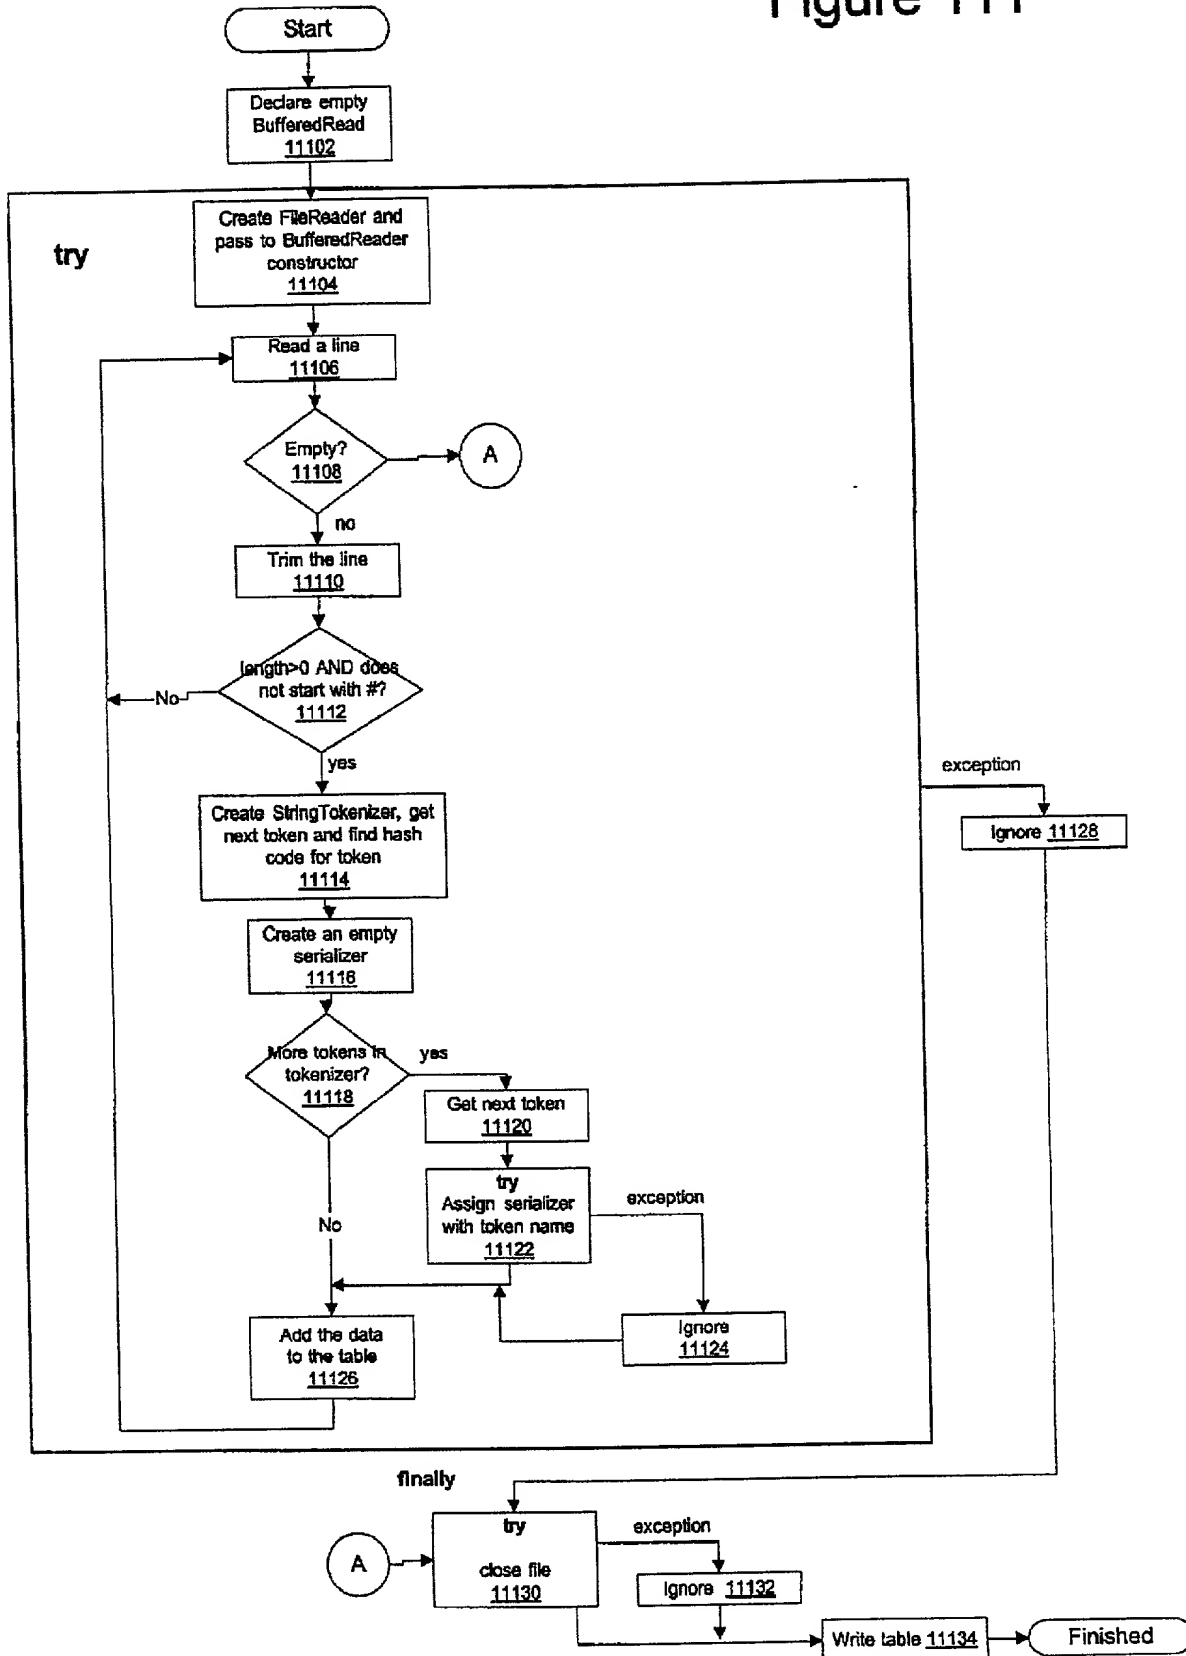 Figure 111
Start
Declare empty
BufferedRead
11102
try
Create FileReader and
pass to BufferedReader
constructor
11104
Read a line
11106
Empty?
11108
A
no
Trim the line
11110
length>0 AND does
not start with #?
11112
No
yes
Create StringTokenizer, get
next token and find hash
code for token
11114
exception
Ignore 11128
Create an empty
serializer
11116
More tokens in
tokenizer?
11118
yes
Get next token
11120
try
Assign serializer
with token name
11122
exception
No
Ignore
11124
Add the data
to the table
11126
finally
try
close file
11130
exception
A
Ignore 11132
Write table 11134
Finished